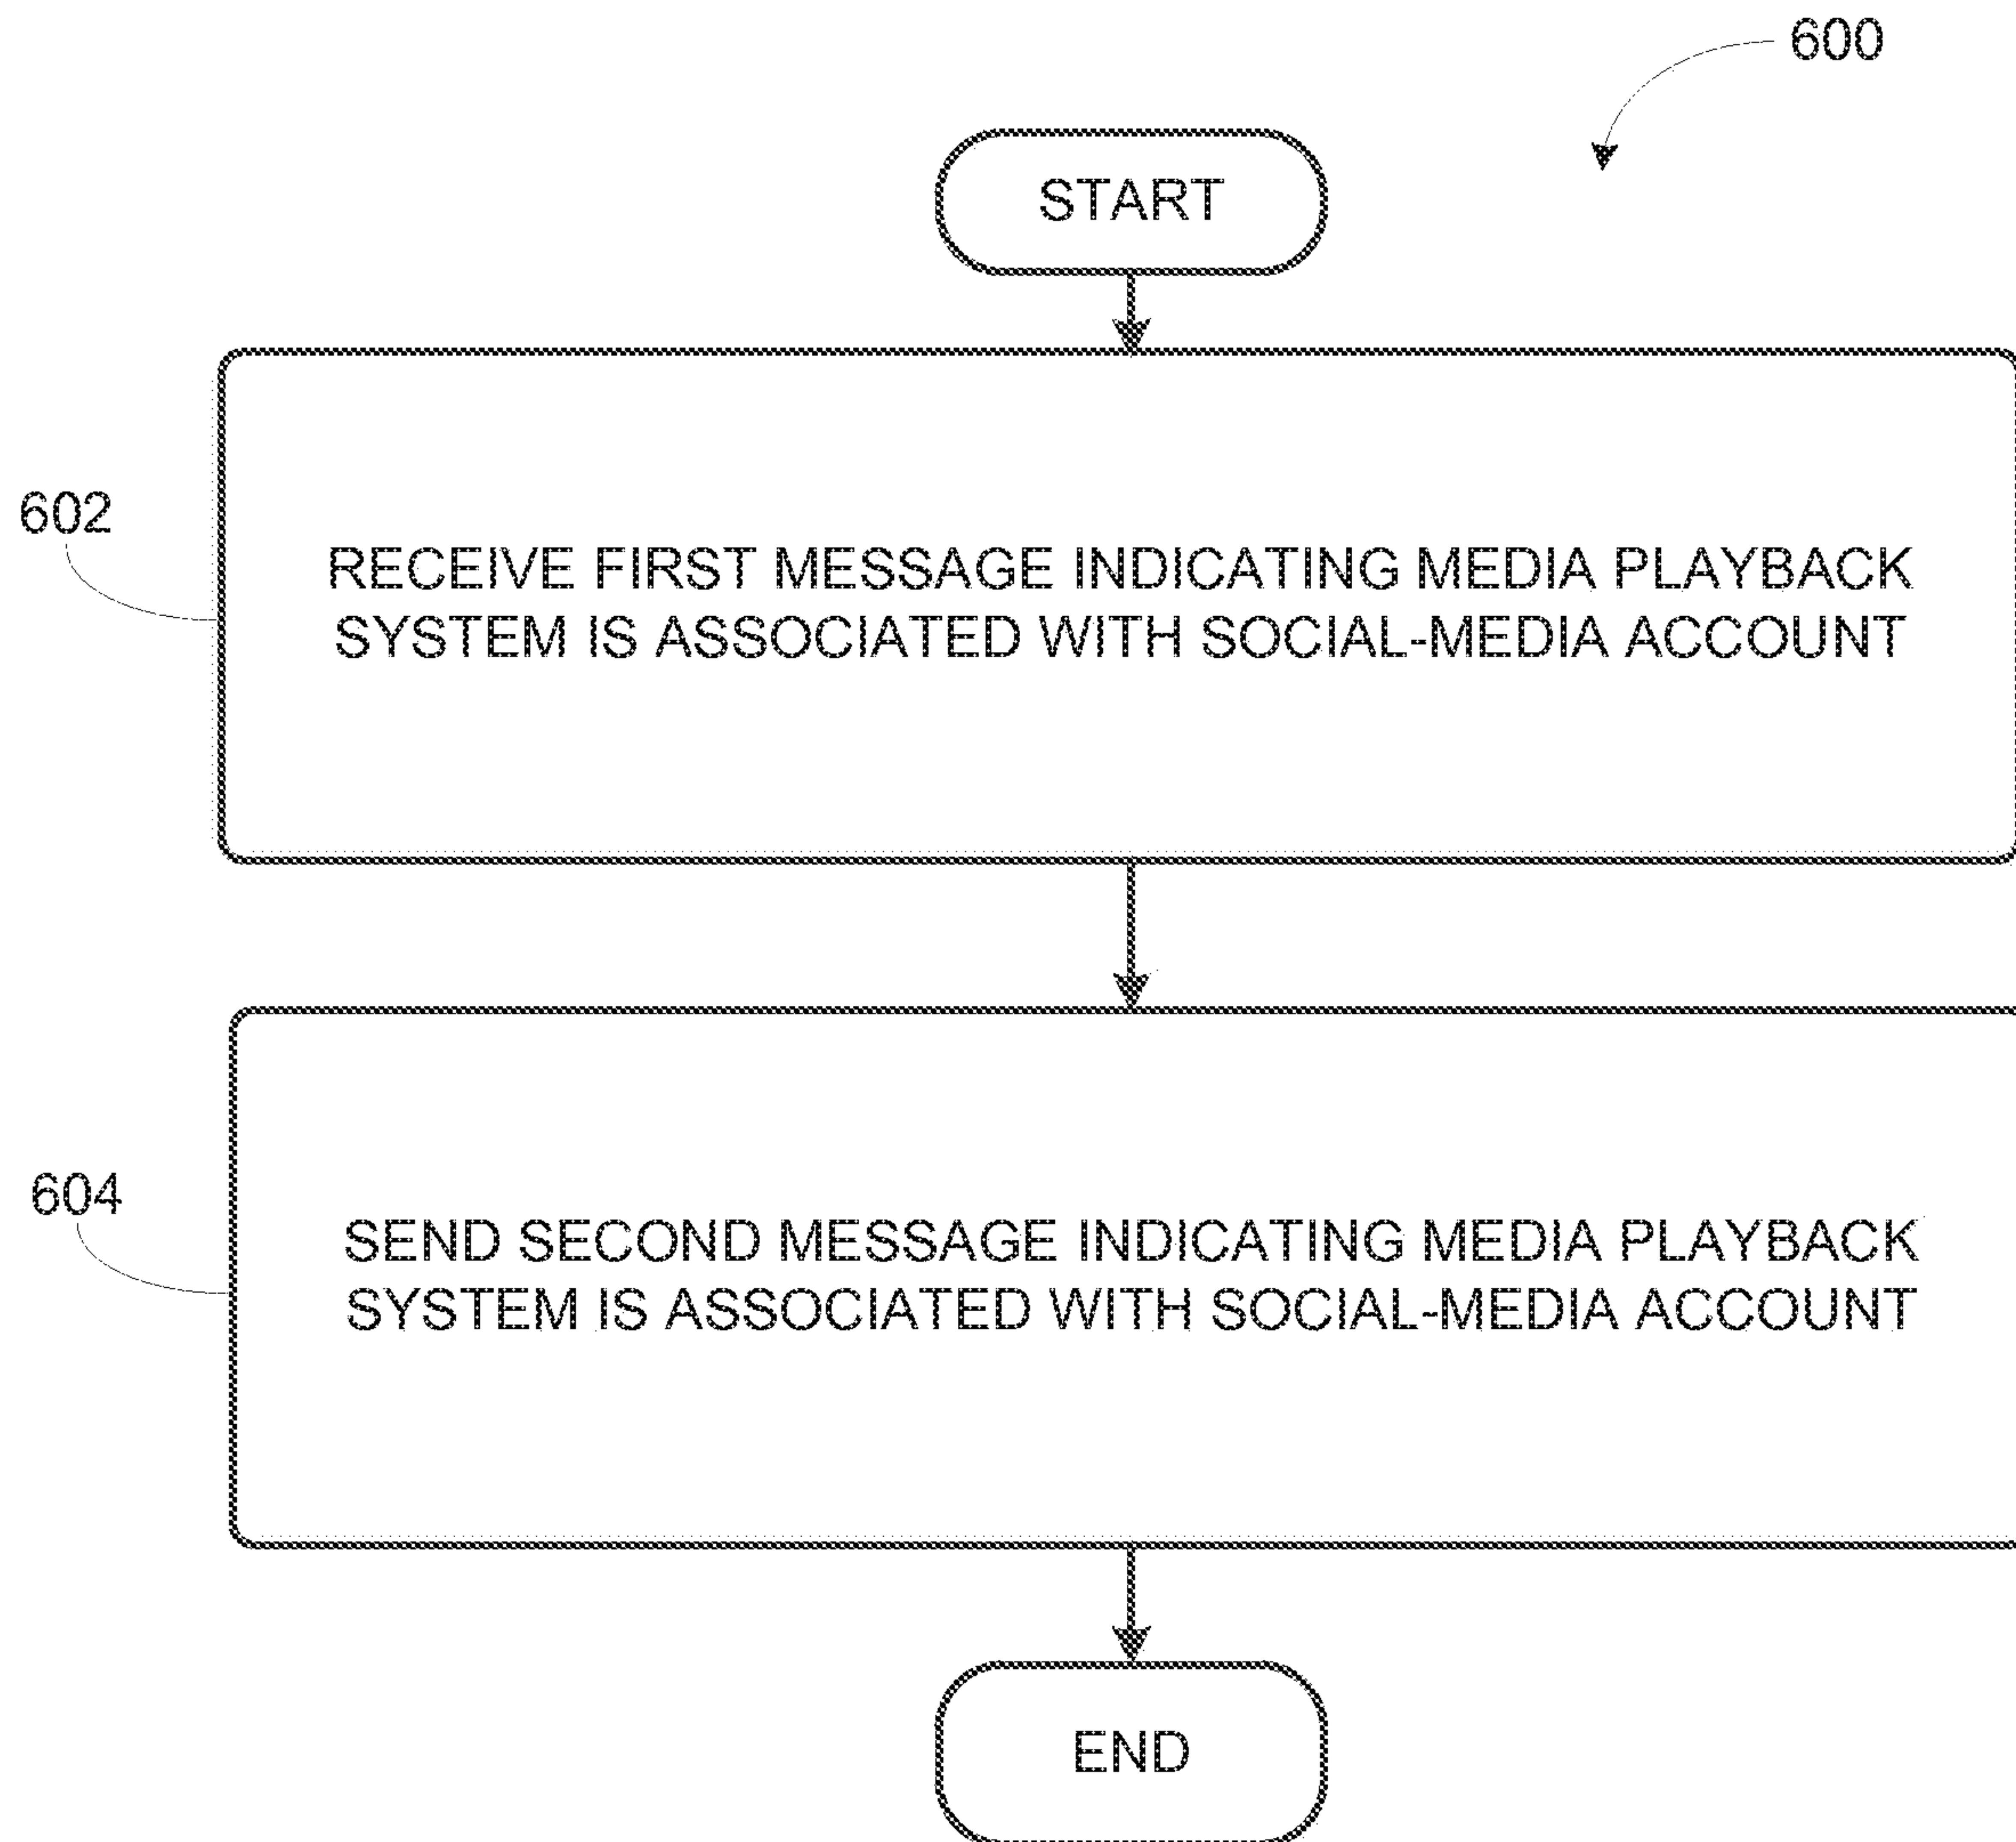 600
START
602
RECEIVE FIRST MESSAGE INDICATING MEDIA PLAYBACK
SYSTEM IS ASSOCIATED WITH SOCIAL-MEDIA ACCOUNT
604
SEND SECOND MESSAGE INDICATING MEDIA PLAYBACK
SYSTEM IS ASSOCIATED WITH SOCIAL-MEDIA ACCOUNT
END